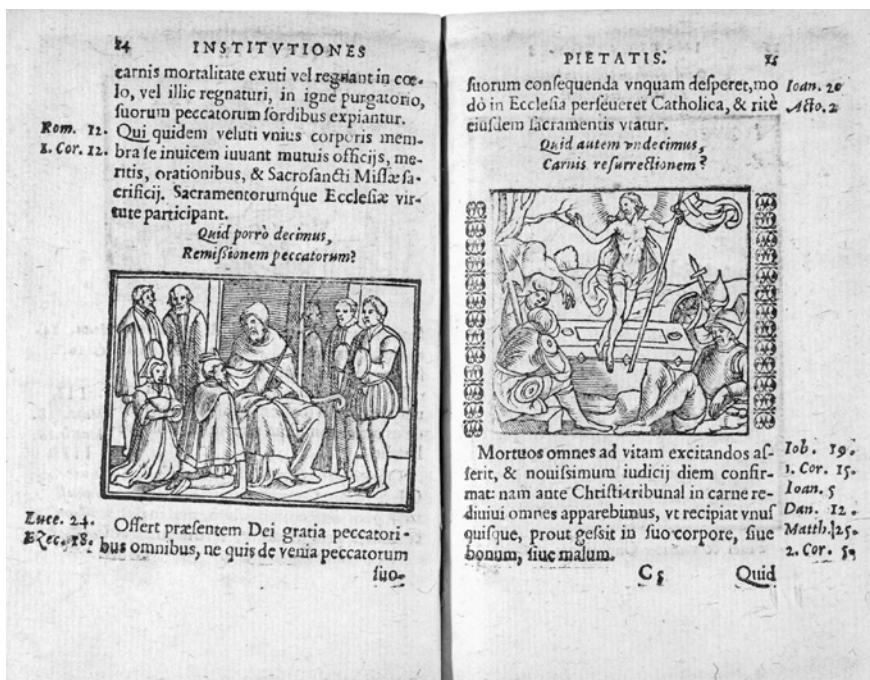 24 INSTITVTIONES
carnis mortalitate exuti vel regnant in cœ-
lo, vel illic regnaturi, in igne purgatorio,
ſuorum peccatorum ſordibus expiantur.
Rom. 12. Qui quidem veluti vnius corporis mem-
1. Cor. 12. bra ſe inuicem iuuant mutuis officijs, me-
ritis, orationibus, & Sacroſancti Miſſæ ſa-
crificij. Sacramentorumque Eccleſiæ vir-
tute participant.
Quid porrò decimus,
Remiſsionem peccatorum?
Luce. 24. Offert præſentem Dei gratia peccatori-
Ezec. 18. bus omnibus, ne quis de venia peccatorum
ſuo-
PIETATIS.
ſuorum conſequenda vnquam deſperet, mo Ioan. 20
dò in Eccleſia perſeueret Catholica, & ritè Acto. 2
eiuſdem ſacramentis vtatur.
Quid autem vndecimus,
Carnis reſurrectionem?
Mortuos omnes ad vitam excitandos aſ- Iob. 19.
ſerit, & nouiſsimum iudicij diem confir- 1. Cor. 15.
mat: nam ante Chriſti tribunal in carne re- Ioan. 5
diuiui omnes apparebimus, vt recipiat vnuſ Dan. 12.
quiſque, prout geſsit in ſuo corpore, ſiue Matth. 25.
bonum, ſiue malum. 2. Cor. 5.
C 5 Quid